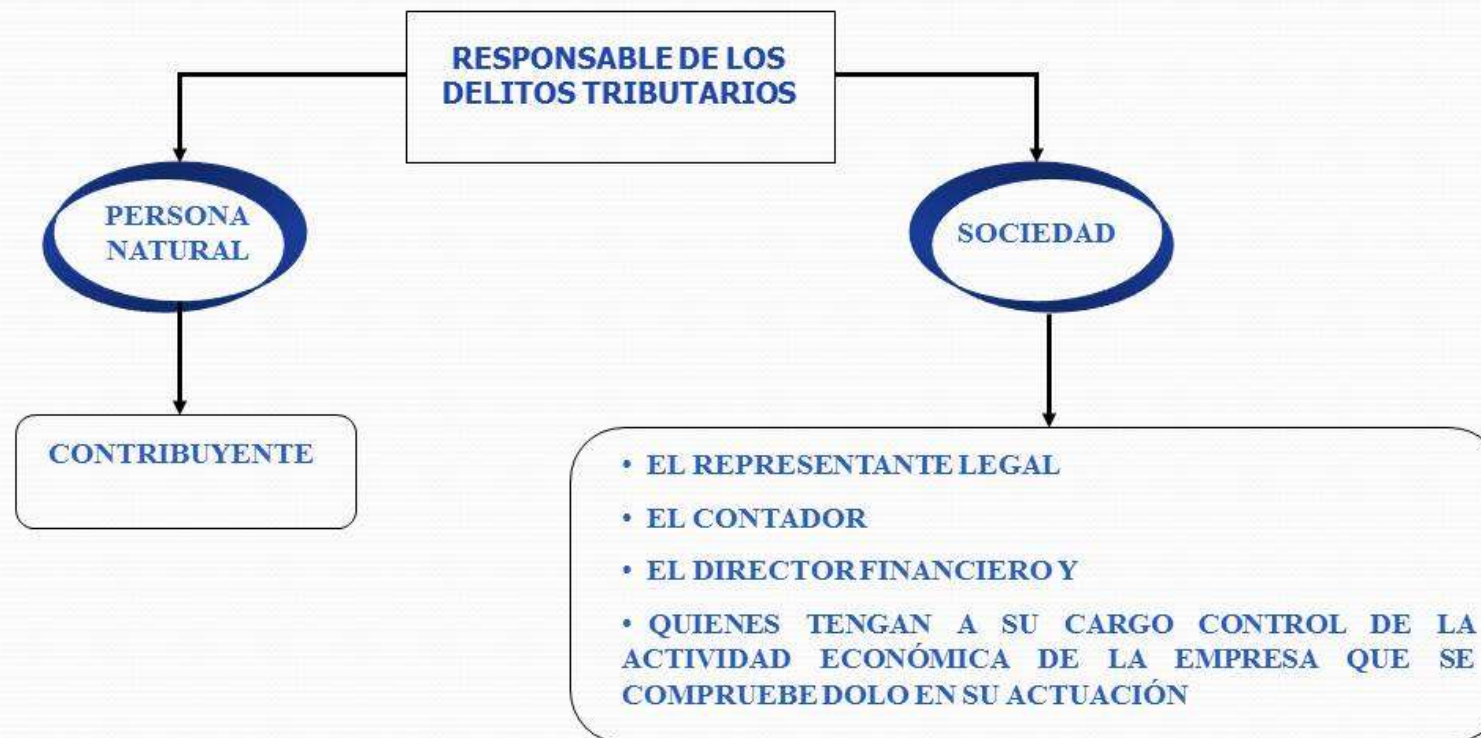 RESPONSABLE DE LOS
DELITOS TRIBUTARIOS
PERSONA
NATURAL
SOCIEDAD
CONTRIBUYENTE
• EL REPRESENTANTE LEGAL
• EL CONTADOR
• EL DIRECTOR FINANCIERO Y
• QUIENES TENGAN A SU CARGO CONTROL DE LA
ACTIVIDAD ECONÓMICA DE LA EMPRESA QUE SE
COMPRUEBE DOLO EN SU ACTUACIÓN